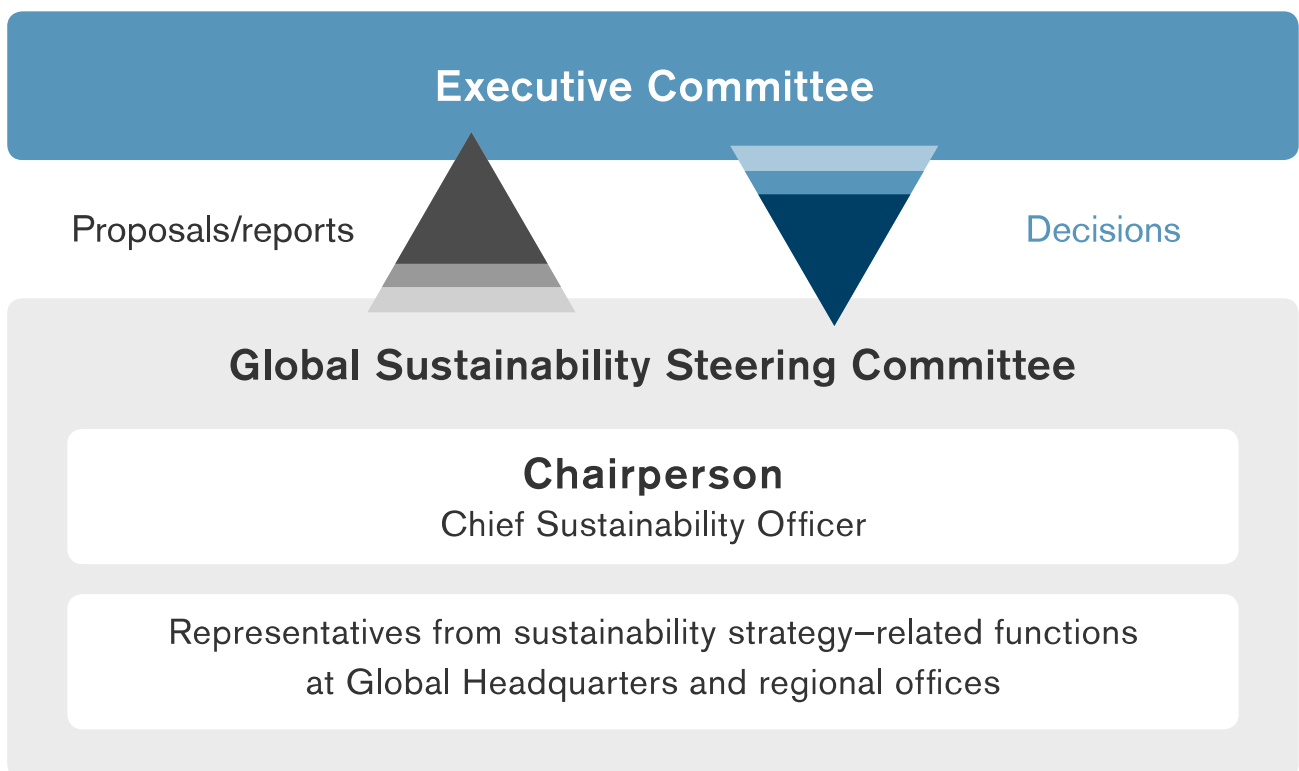 Executive Committee
Proposals/reports
Decisions
Global Sustainability Steering Committee
Chairperson
Chief Sustainability Officer
Representatives from sustainability strategy–related functions
at Global Headquarters and regional offices